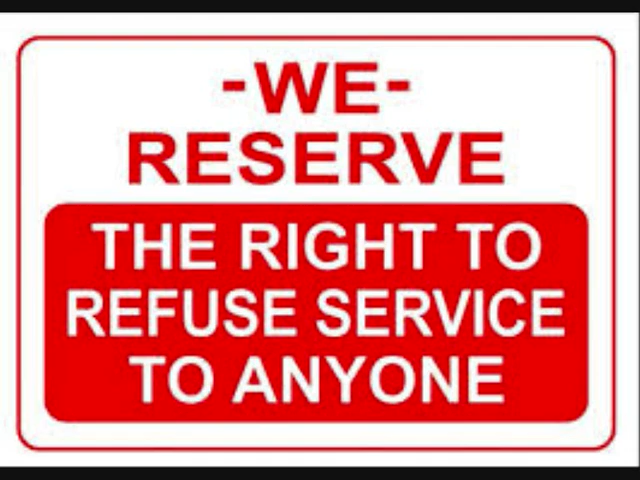 -WE-
RESERVE
THE RIGHT TO
REFUSE SERVICE
TO ANYONE